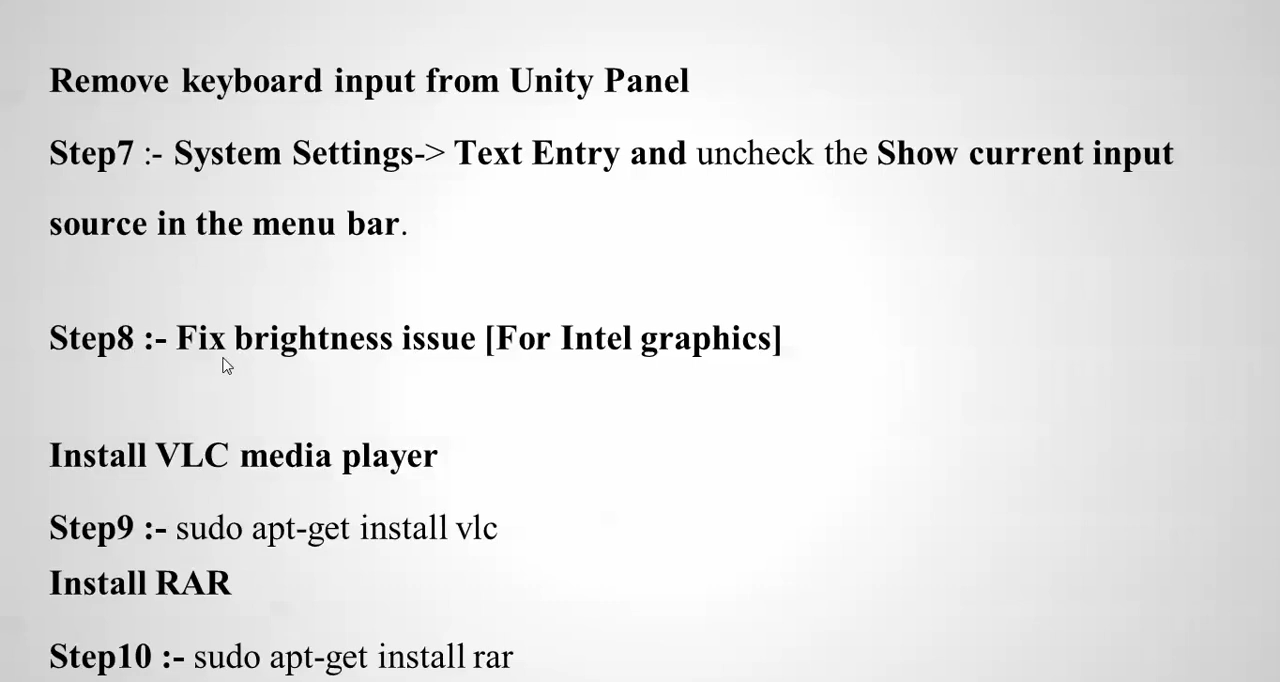 Remove keyboard input from Unity Panel
Step7 :- System Settings-> Text Entry and uncheck the Show current input
source in the menu bar.
Step8 :- Fix brightness issue [For Intel graphics]
Install VLC media player
Step9 :- sudo apt-get install vlc
Install RAR
Step10 :- sudo apt-get install rar